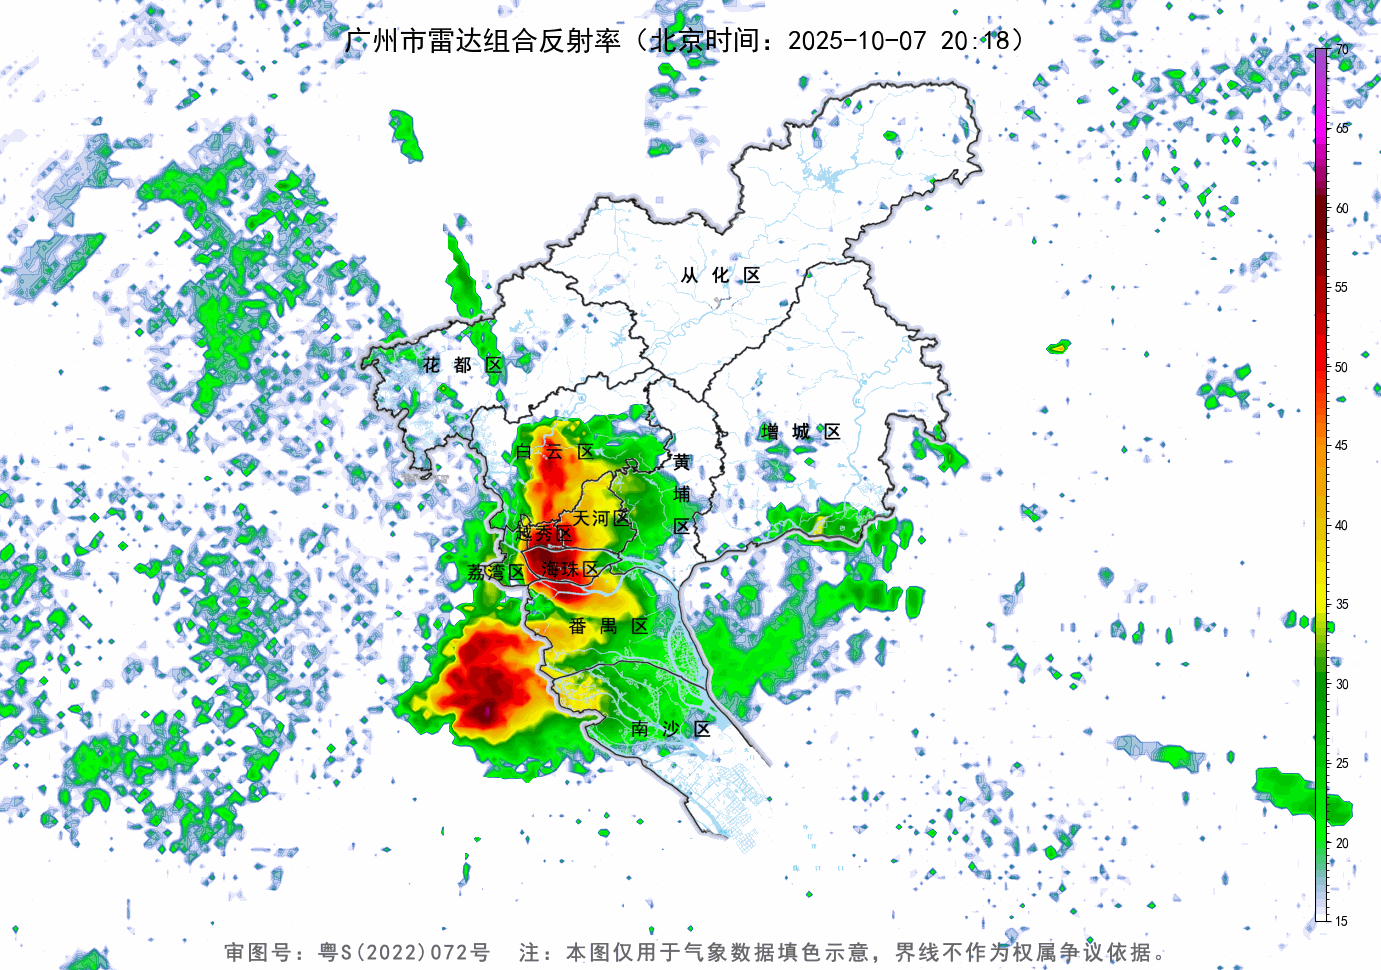 广州市雷达组合反射率（北京时间：2025-10-07 20:18）
70
65
60
55
50
45
40
35
30
25
20
15
从化区
花都区
增城区
白云区
黄埔区
天河区
越秀区
荔湾区
海珠区
番禺区
南沙区
审图号：粤S(2022)072号 注：本图仅用于气象数据填色示意，界线不作为权属争议依据。